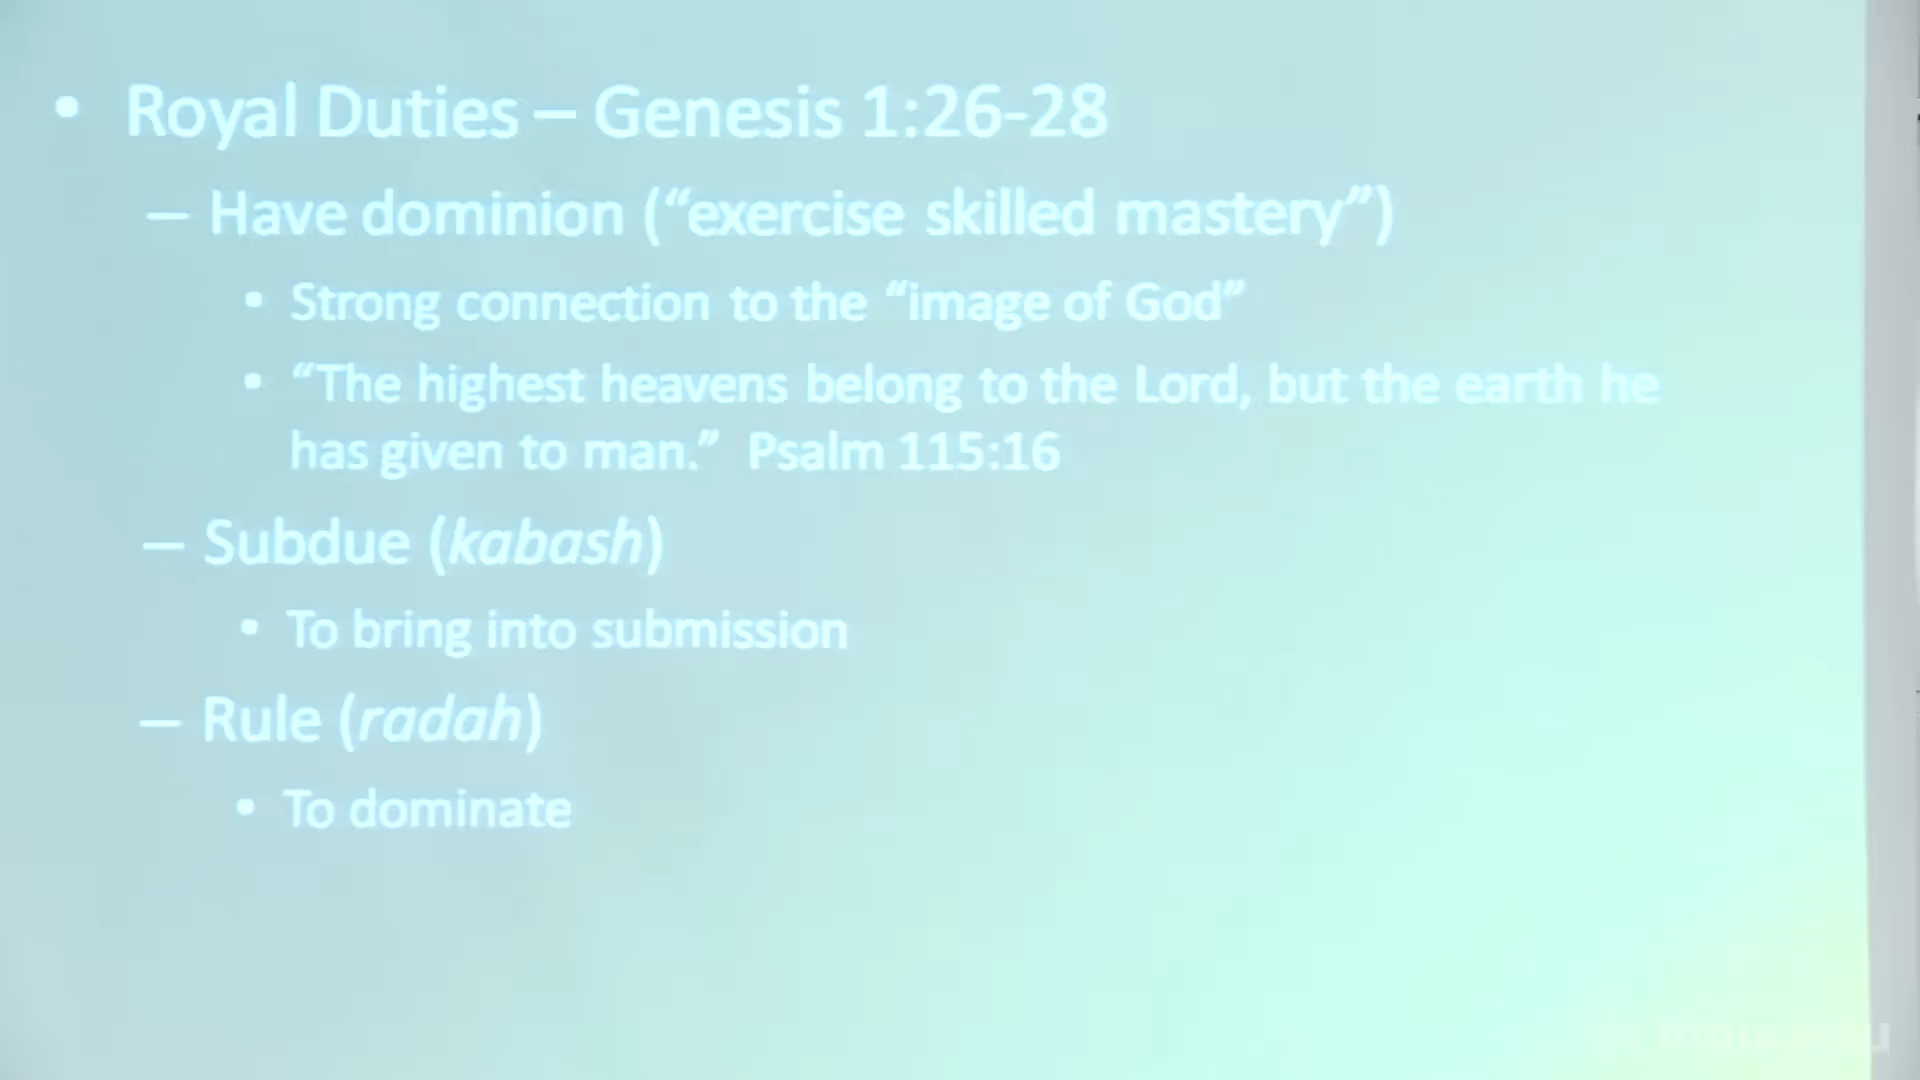 • Royal Duties – Genesis 1:26-28
– Have dominion (“exercise skilled mastery”)
• Strong connection to the “image of God”
• “The highest heavens belong to the Lord, but the earth he
has given to man.” Psalm 115:16
– Subdue (kabash)
• To bring into submission
– Rule (radah)
• To dominate